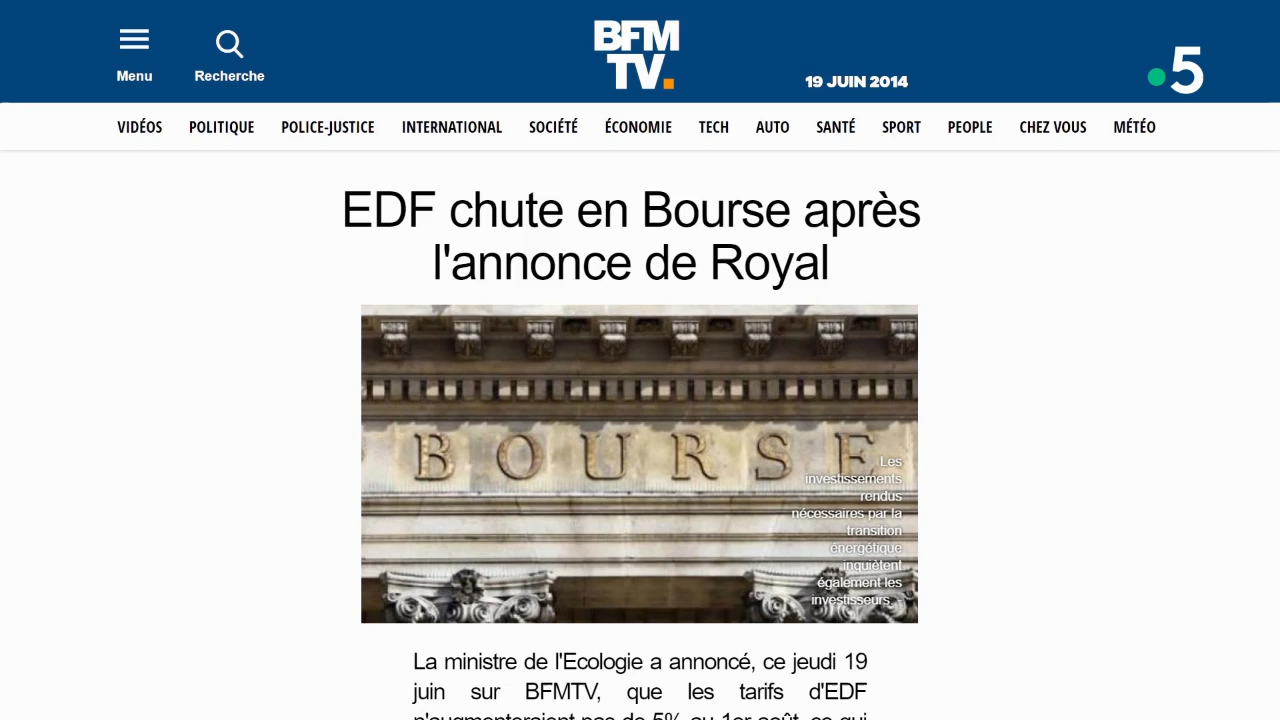 Menu
Recherche
BFM
TV.
19 JUIN 2014
5
VIDÉOS POLITIQUE POLICE-JUSTICE INTERNATIONAL SOCIÉTÉ ÉCONOMIE TECH AUTO SANTÉ SPORT PEOPLE CHEZ VOUS MÉTÉO
EDF chute en Bourse après
l'annonce de Royal
BOURSE
Les
investissements
rendus
nécessaires par la
transition
énergétique
inquiètent
également les
investisseurs. -
La ministre de l'Ecologie a annoncé, ce jeudi 19
juin sur BFMTV, que les tarifs d'EDF
n'augmenteraient pas de 5% au 1er août, ce qui